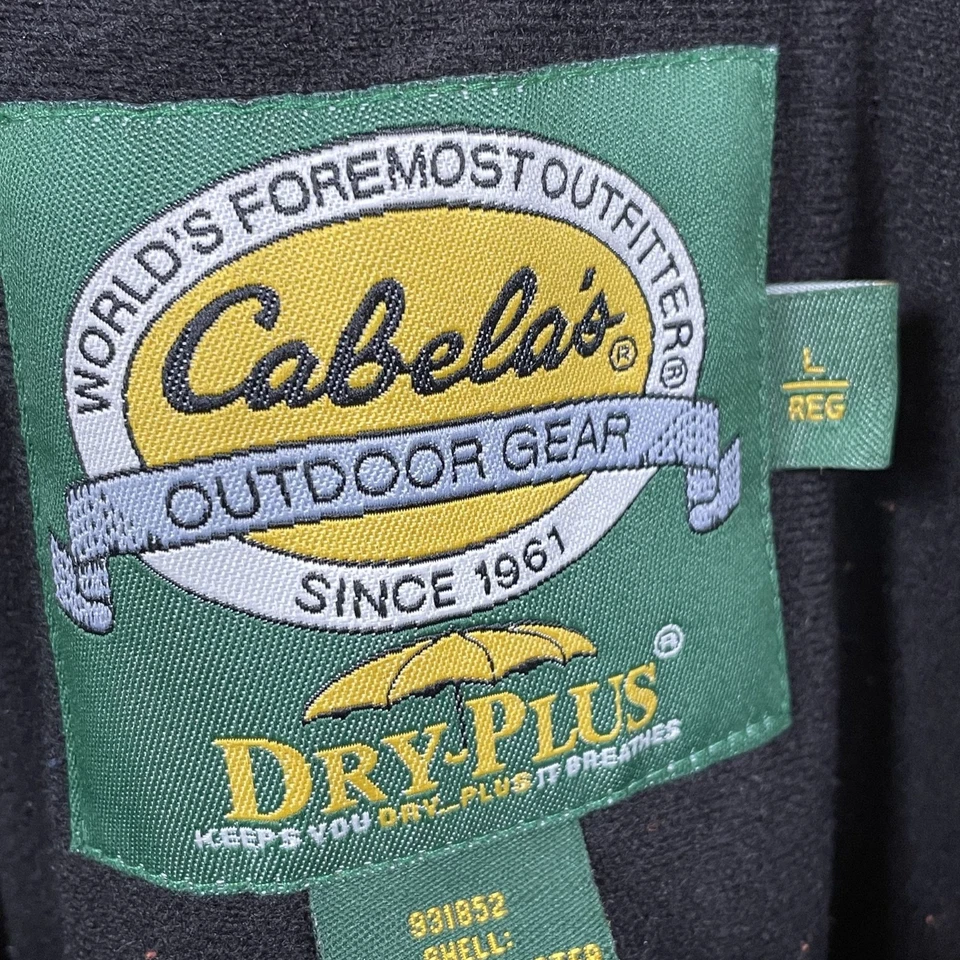 WORLD'S FOREMOST OUTFITTER®
Cabela's®
OUTDOOR GEAR
SINCE 1961
L
REG
DRY-PLUS®
KEEPS YOU DRY...PLUS IT BREATHES
931852
SHELL: